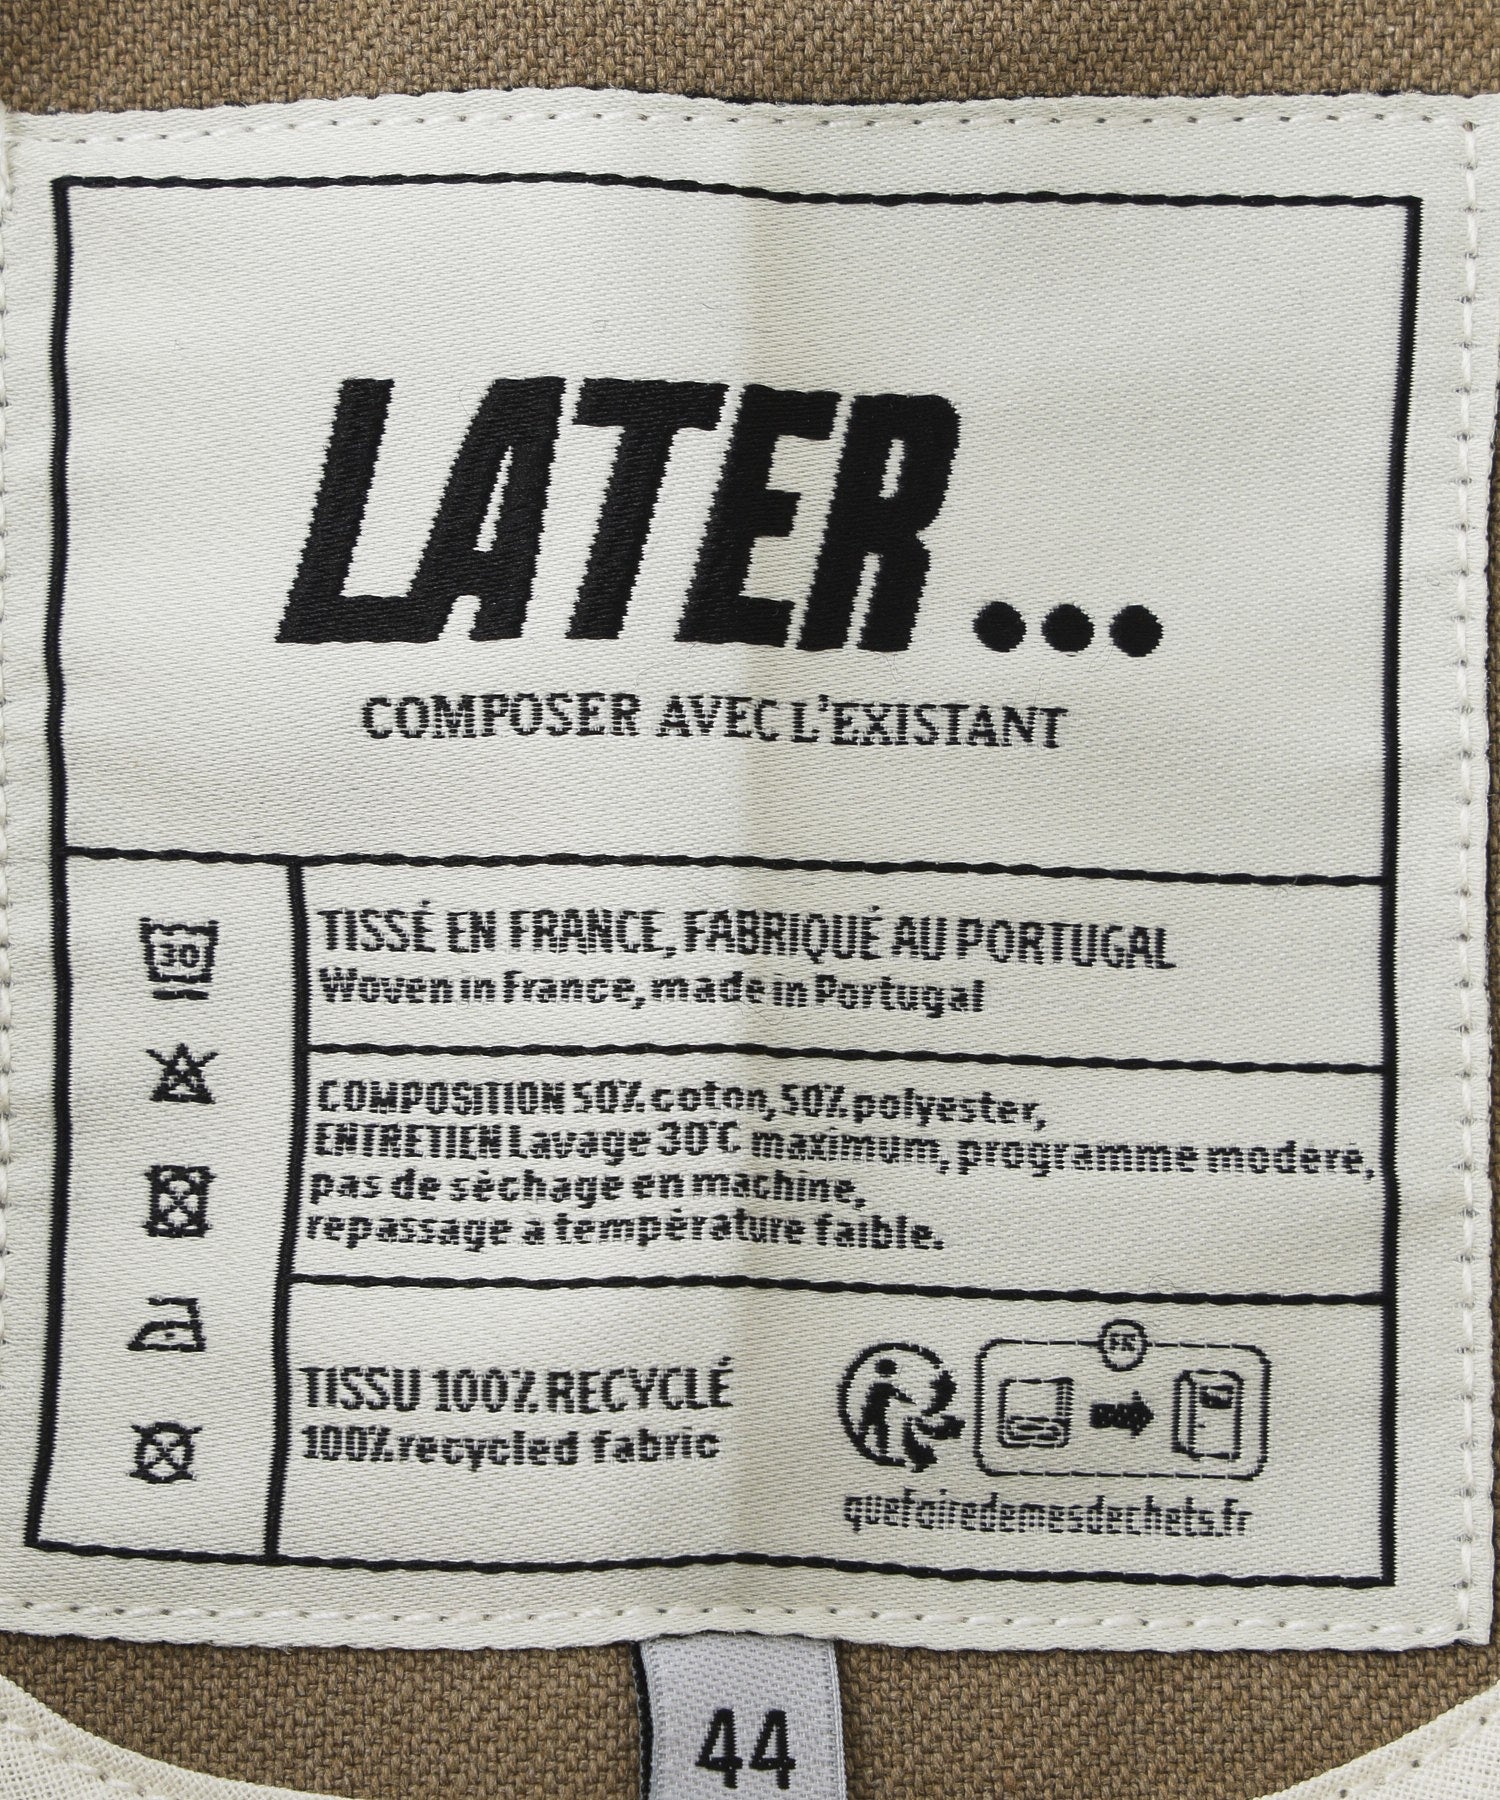 LATER...
COMPOSER AVEC L'EXISTANT
30
TISSÉ EN FRANCE, FABRIQUÉ AU PORTUGAL
Woven in France, made in Portugal
COMPOSITION 50% coton, 50% polyester,
ENTRETIEN Lavage 30°C maximum, programme modéré,
pas de séchage en machine,
repassage à température faible.
TISSU 100% RECYCLÉ
100% recycled fabric
FR
quefairedemesdechets.fr
44